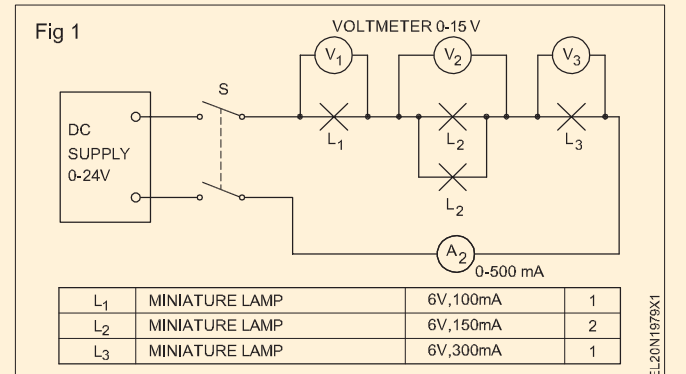 Fig 1
VOLTMETER 0-15 V
V1
V2
V3
S
L1
L2
L3
DC
SUPPLY
0-24V
L2
A2
0-500 mA
L1 MINIATURE LAMP 6V,100mA 1
L2 MINIATURE LAMP 6V,150mA 2
L3 MINIATURE LAMP 6V,300mA 1
EL20N1979X1